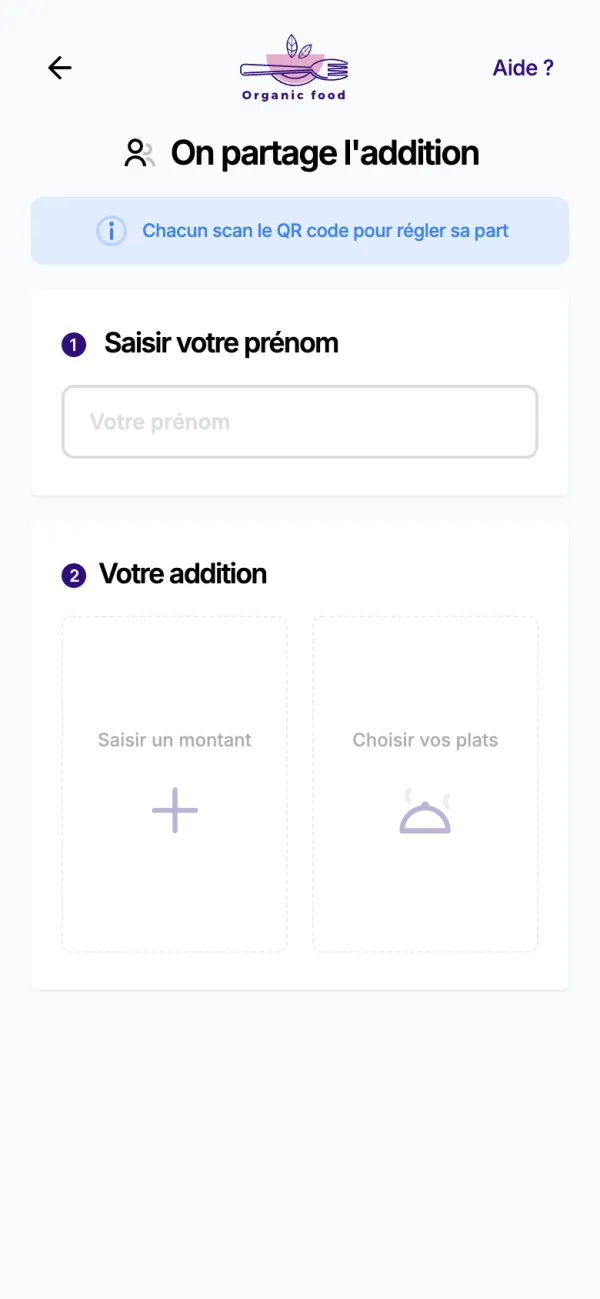 Organic food
Aide ?
On partage l'addition
Chacun scan le QR code pour régler sa part
1 Saisir votre prénom
Votre prénom
2 Votre addition
Saisir un montant
Choisir vos plats